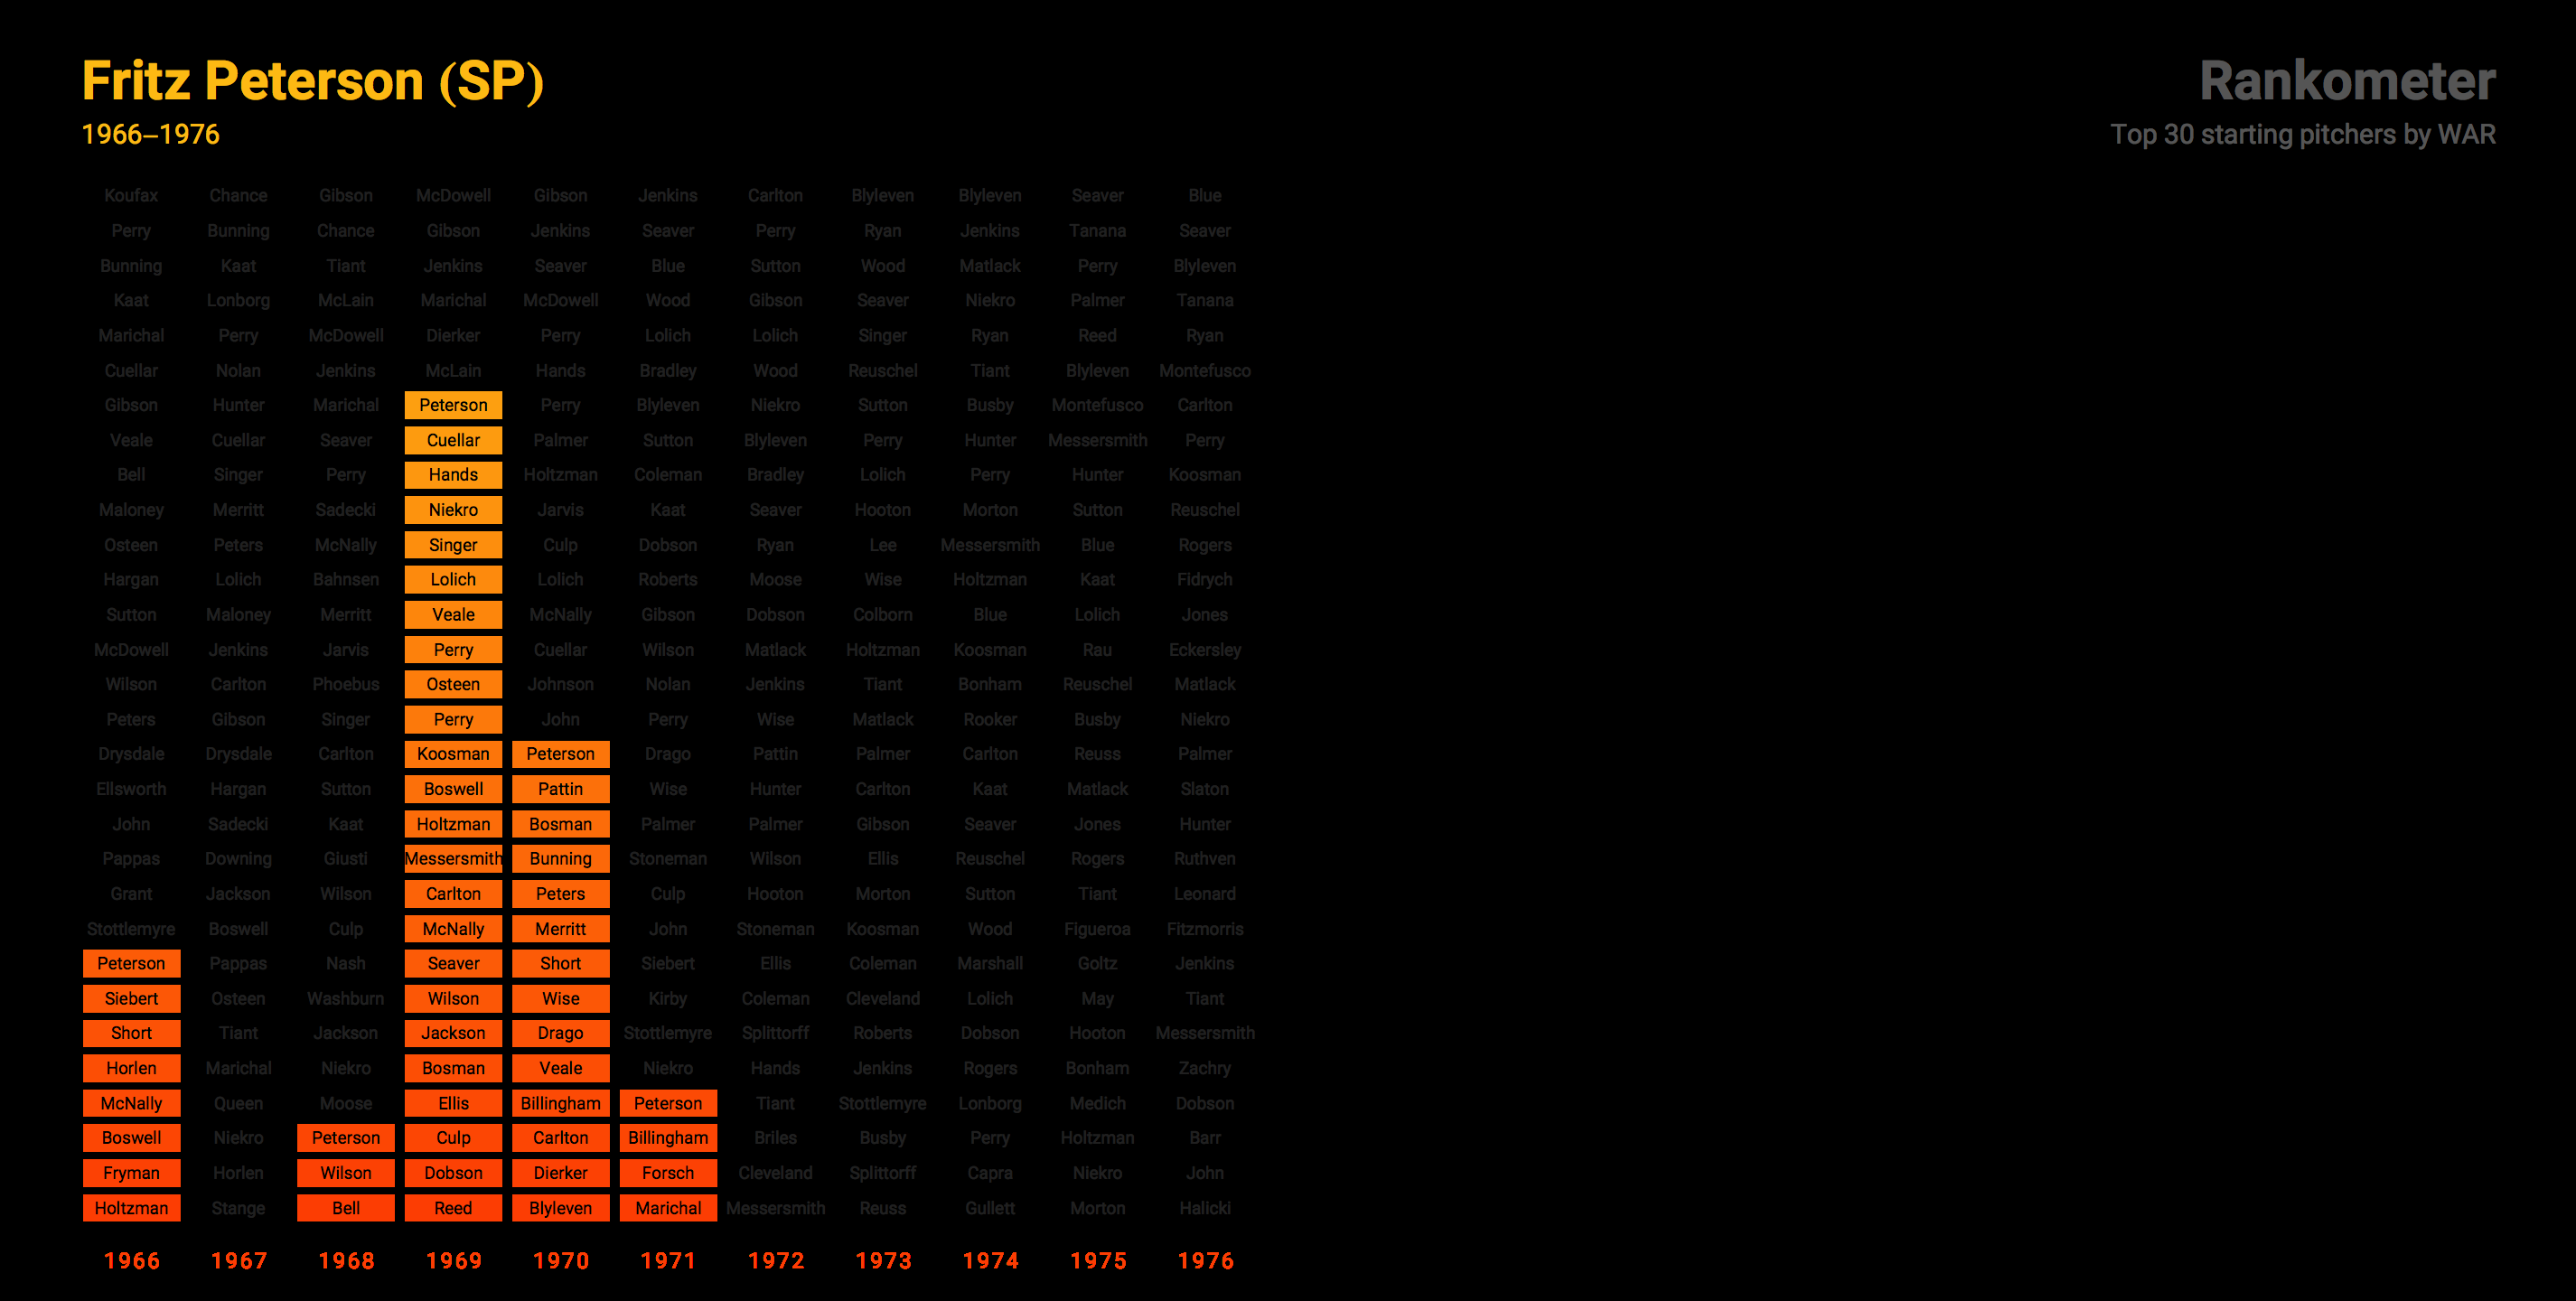 Fritz Peterson (SP)
1966–1976
Rankometer
Top 30 starting pitchers by WAR
Koufax Chance Gibson McDowell Gibson Jenkins Carlton Blyleven Blyleven Seaver Blue
Perry Bunning Chance Gibson Jenkins Seaver Perry Ryan Jenkins Tanana Seaver
Bunning Kaat Tiant Jenkins Seaver Blue Sutton Wood Matlack Perry Blyleven
Kaat Lonborg McLain Marichal McDowell Wood Gibson Seaver Niekro Palmer Tanana
Marichal Perry McDowell Dierker Perry Lolich Lolich Singer Ryan Reed Ryan
Cuellar Nolan Jenkins McLain Hands Bradley Wood Reuschel Tiant Blyleven Montefusco
Gibson Hunter Marichal Peterson Perry Blyleven Niekro Sutton Busby Montefusco Carlton
Veale Cuellar Seaver Cuellar Palmer Sutton Blyleven Perry Hunter Messersmith Perry
Bell Singer Perry Hands Holtzman Coleman Bradley Lolich Perry Hunter Koosman
Maloney Merritt Sadecki Niekro Jarvis Kaat Seaver Hooton Morton Sutton Reuschel
Osteen Peters McNally Singer Culp Dobson Ryan Lee Messersmith Blue Rogers
Hargan Lolich Bahnsen Lolich Lolich Roberts Moose Wise Holtzman Kaat Fidrych
Sutton Maloney Merritt Veale McNally Gibson Dobson Colborn Blue Lolich Jones
McDowell Jenkins Jarvis Perry Cuellar Wilson Matlack Holtzman Koosman Rau Eckersley
Wilson Carlton Phoebus Osteen Johnson Nolan Jenkins Tiant Bonham Reuschel Matlack
Peters Gibson Singer Perry John Perry Wise Matlack Rooker Busby Niekro
Drysdale Drysdale Carlton Koosman Peterson Drago Pattin Palmer Carlton Reuss Palmer
Ellsworth Hargan Sutton Boswell Pattin Wise Hunter Carlton Kaat Matlack Slaton
John Sadecki Kaat Holtzman Bosman Palmer Palmer Gibson Seaver Jones Hunter
Pappas Downing Giusti Messersmith Bunning Stoneman Wilson Ellis Reuschel Rogers Ruthven
Grant Jackson Wilson Carlton Peters Culp Hooton Morton Sutton Tiant Leonard
Stottlemyre Boswell Culp McNally Merritt John Stoneman Koosman Wood Figueroa Fitzmorris
Peterson Pappas Nash Seaver Short Siebert Ellis Coleman Marshall Goltz Jenkins
Siebert Osteen Washburn Wilson Wise Kirby Coleman Cleveland Lolich May Tiant
Short Tiant Jackson Jackson Drago Stottlemyre Splittorff Roberts Dobson Hooton Messersmith
Horlen Marichal Niekro Bosman Veale Niekro Hands Jenkins Rogers Bonham Zachry
McNally Queen Moose Ellis Billingham Peterson Tiant Stottlemyre Lonborg Medich Dobson
Boswell Niekro Peterson Culp Carlton Billingham Briles Busby Perry Holtzman Barr
Fryman Horlen Wilson Dobson Dierker Forsch Cleveland Splittorff Capra Niekro John
Holtzman Stange Bell Reed Blyleven Marichal Messersmith Reuss Gullett Morton Halicki
1966 1967 1968 1969 1970 1971 1972 1973 1974 1975 1976